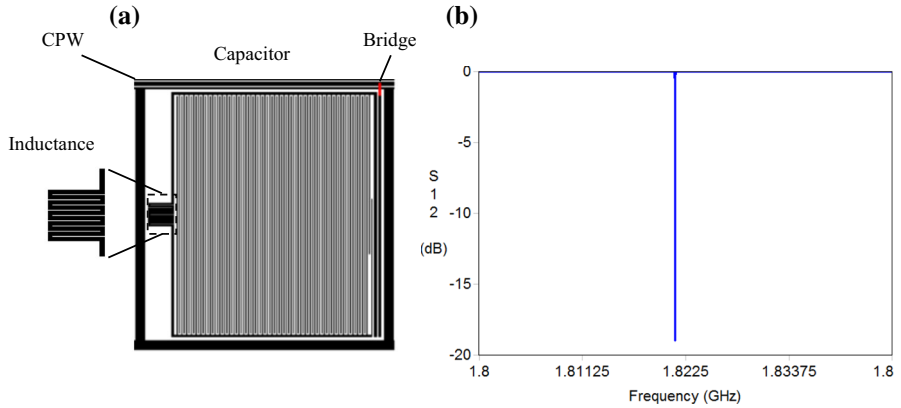 (a)
CPW
Capacitor
Bridge
Inductance
(b)
0
-5
-10
-15
-20
S
1
2
(dB)
1.8
1.81125
1.8225
1.83375
1.8
Frequency (GHz)